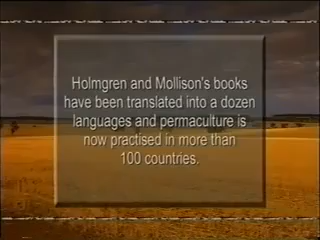 Holmgren and Mollison's books
have been translated into a dozen
languages and permaculture is
now practised in more than
100 countries.